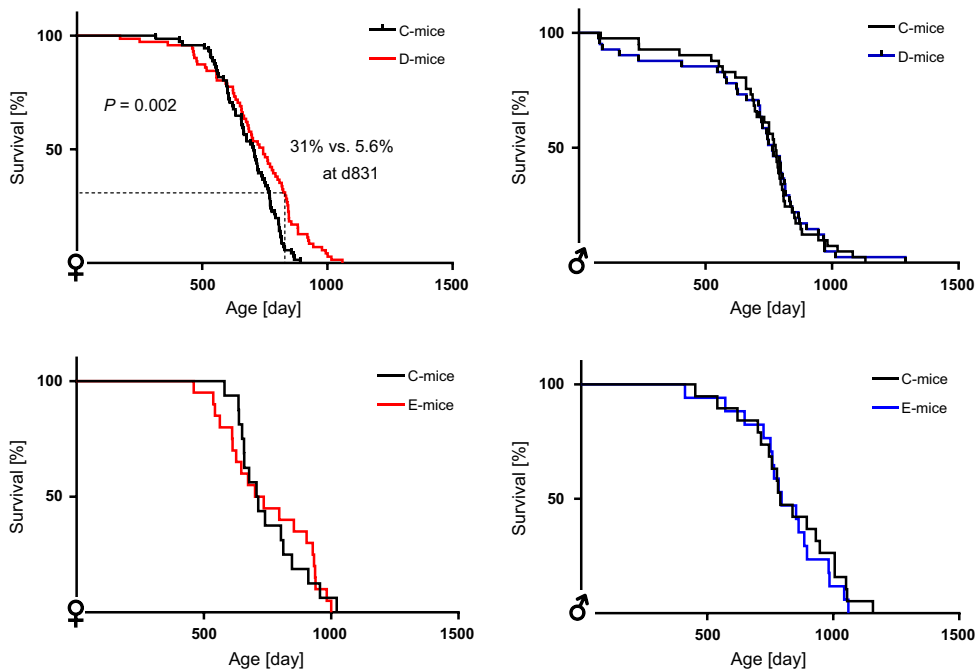 C-mice
D-mice
100
50
P = 0.002
31% vs. 5.6%
at d831
Survival [%]
♀
500
1000
1500
Age [day]
C-mice
D-mice
100
50
Survival [%]
♂
500
1000
1500
Age [day]
C-mice
E-mice
100
50
Survival [%]
♀
500
1000
1500
Age [day]
C-mice
E-mice
100
50
Survival [%]
♂
500
1000
1500
Age [day]